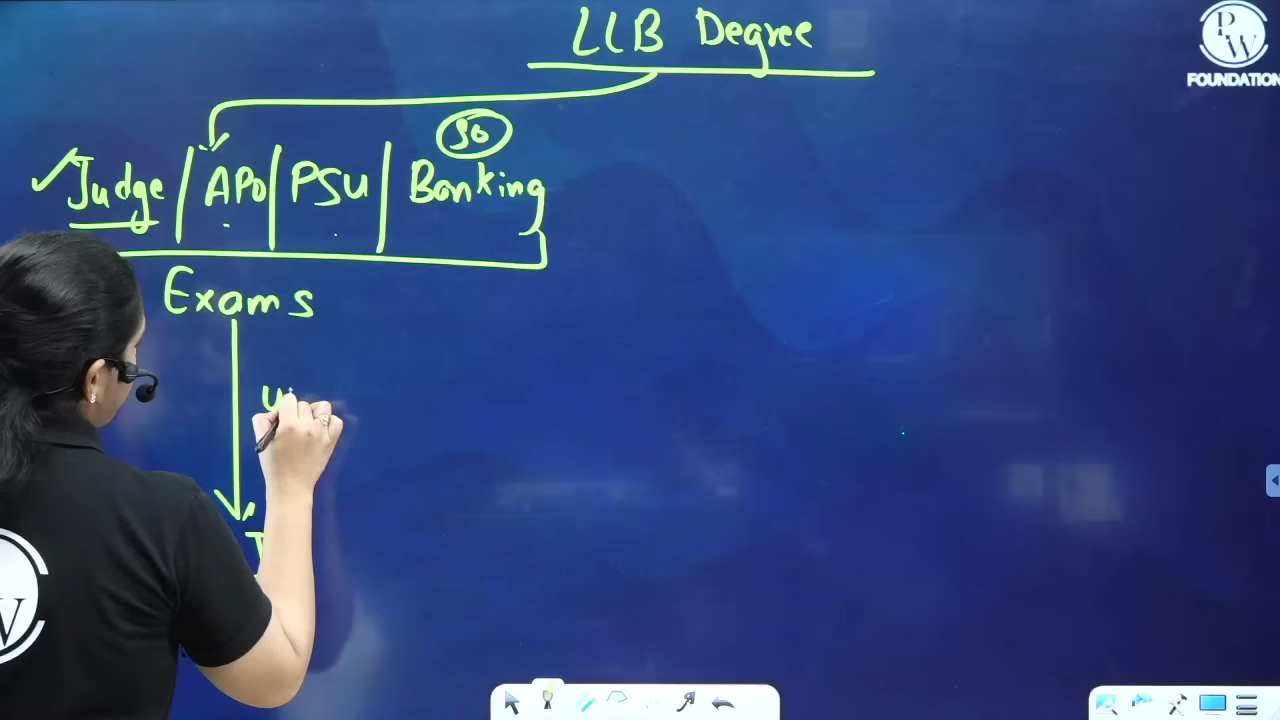 LLB Degree
PW
FOUNDATION
SO
Judge / APO | PSU | Banking
Exams
W